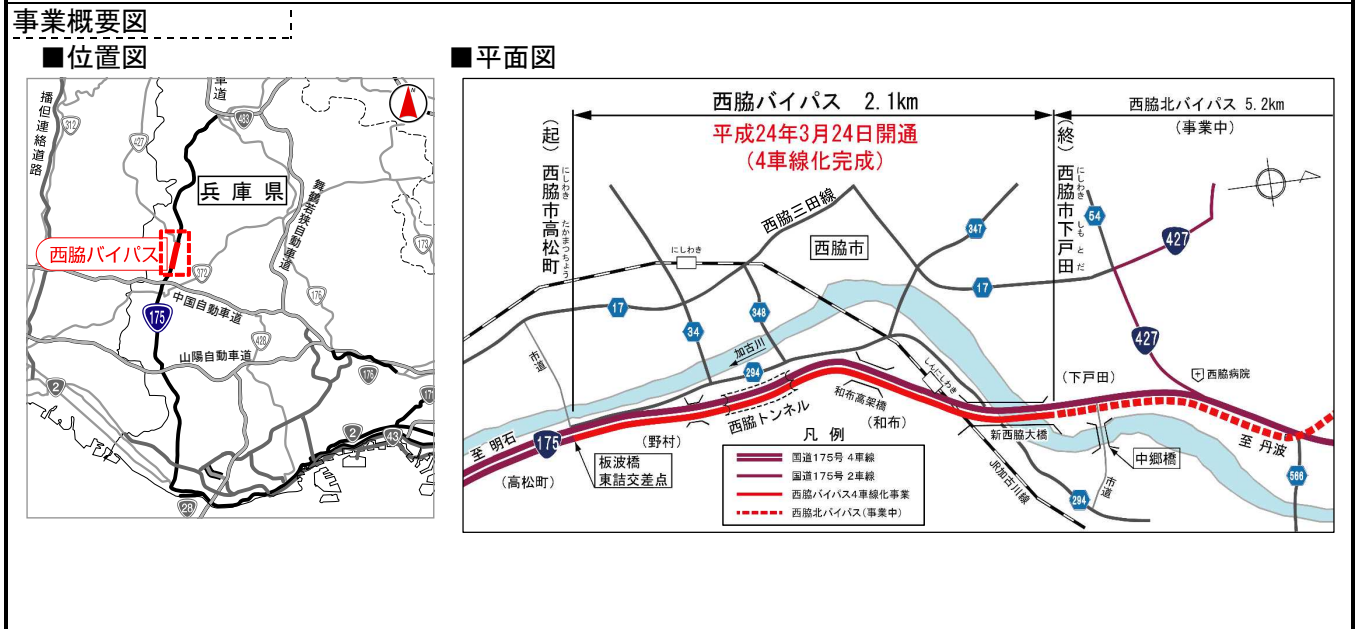 事業概要図
■位置図
車
道
播但連絡道路
312
427
483
兵庫県
舞鶴若狭自動車道
173
西脇バイパス
372
176
中国自動車道
175
428
山陽自動車道
2
176
171
2
43
28
■平面図
西脇バイパス 2.1km
西脇北バイパス 5.2km
平成24年3月24日開通
(事業中)
(4車線化完成)
(起)西脇市高松町
にしわき
たかまつちょう
(終)西脇市下戸田
にしわき
しもとだ
西脇三田線
にしわき
西脇市
347
54
427
17
17
34
348
427
加古川
294
市道
しんにしわき
(下戸田)
西脇病院
西脇トンネル
和布高架橋
(和布)
(野村)
新西脇大橋
至 明石
175
(高松町)
板波橋
東詰交差点
中郷橋
至 丹波
566
JR加古川線
294
市道
凡例
国道175号 4車線
国道175号 2車線
西脇バイパス4車線化事業
西脇北バイパス(事業中)